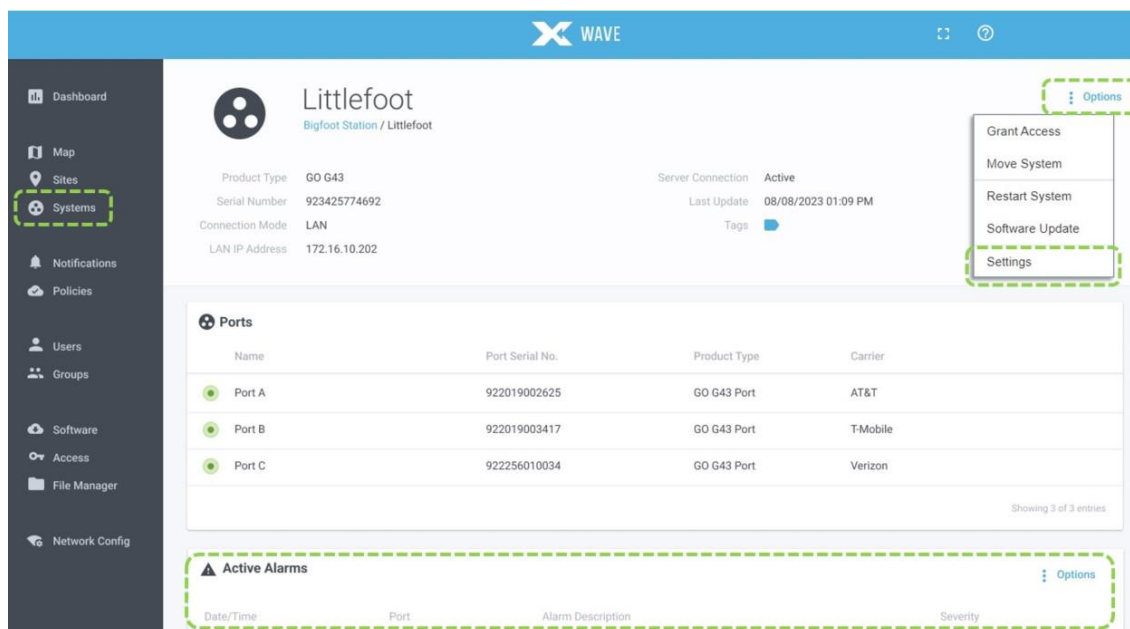 WAVE
Dashboard
Map
Sites
Systems
Notifications
Policies
Users
Groups
Software
Access
File Manager
Network Config
Littlefoot
Bigfoot Station / Littlefoot
Options
Grant Access
Move System
Restart System
Software Update
Settings
Product Type GO G43
Serial Number 923425774692
Connection Mode LAN
LAN IP Address 172.16.10.202
Server Connection Active
Last Update 08/08/2023 01:09 PM
Tags
Ports
Name Port Serial No. Product Type Carrier
Port A 922019002625 GO G43 Port AT&T
Port B 922019003417 GO G43 Port T-Mobile
Port C 922256010034 GO G43 Port Verizon
Showing 3 of 3 entries
Active Alarms Options
Date/Time Port Alarm Description Severity